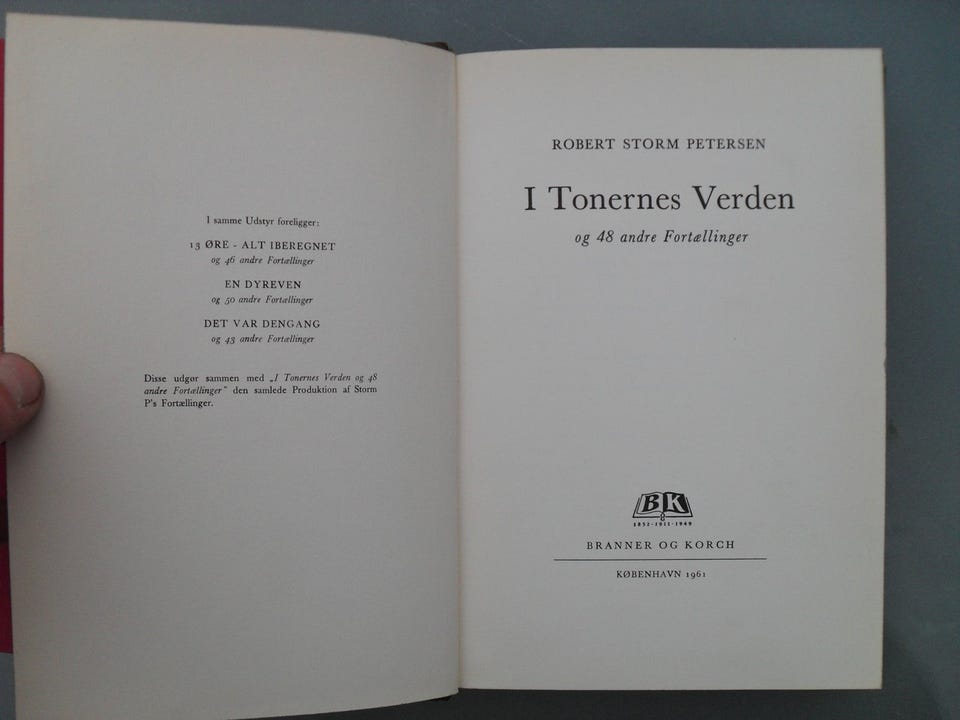 I samme Udstyr foreligger:
13 ØRE - ALT IBEREGNET
og 46 andre Fortællinger
EN DYREVEN
og 50 andre Fortællinger
DET VAR DENGANG
og 43 andre Fortællinger
Disse udgør sammen med „I Tonernes Verden og 48
andre Fortællinger" den samlede Produktion af Storm
P's Fortællinger.
ROBERT STORM PETERSEN
I Tonernes Verden
og 48 andre Fortællinger
B&K
1852-1911-1949
BRANNER OG KORCH
KØBENHAVN 1961